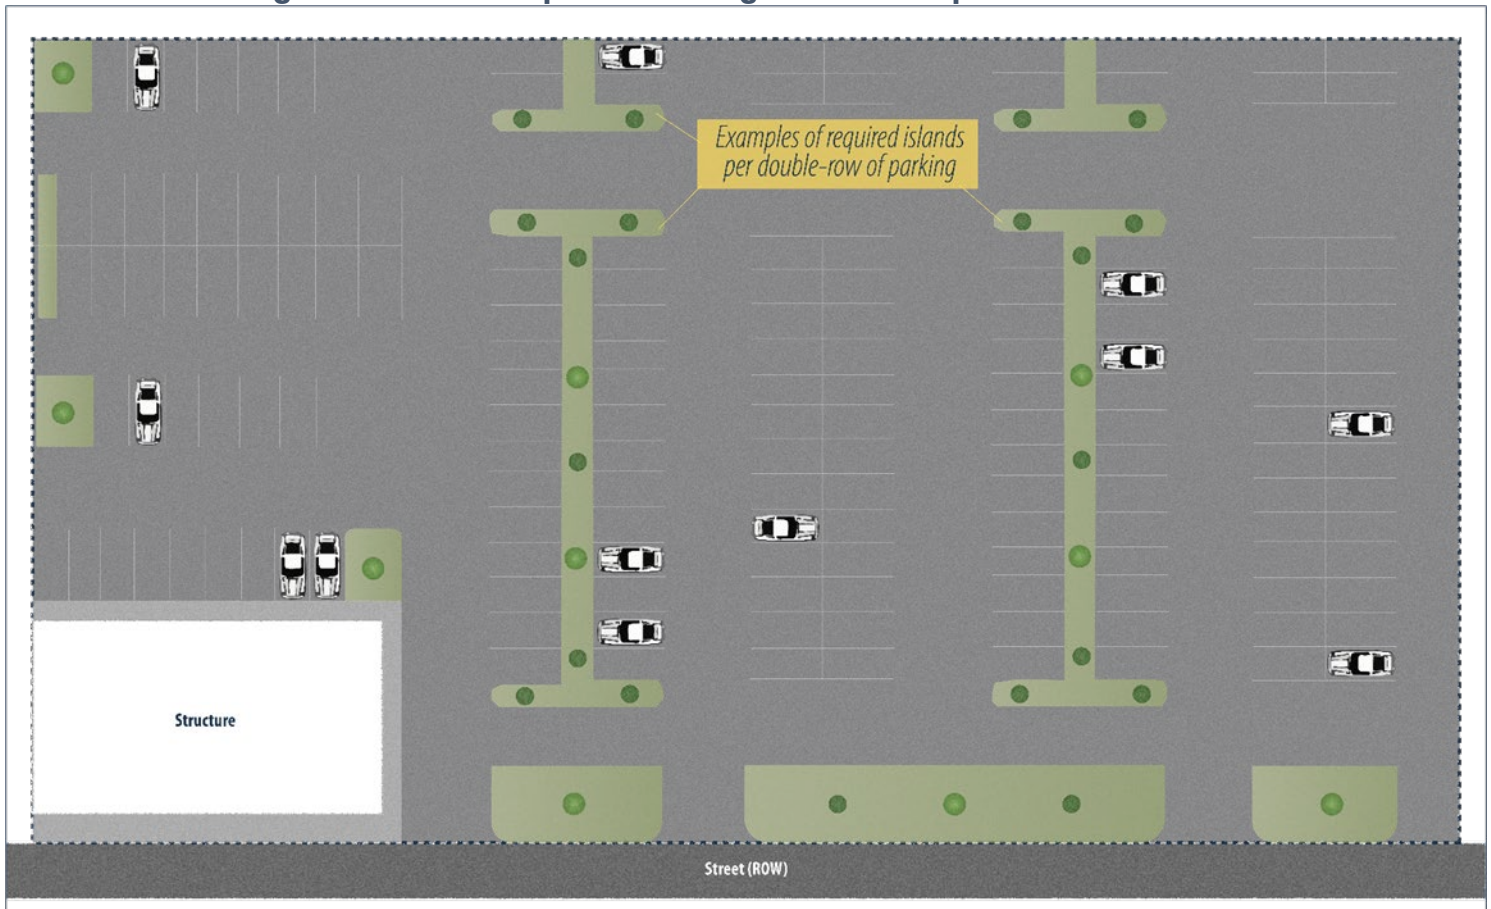 Examples of required islands
per double-row of parking
Structure
Street (ROW)